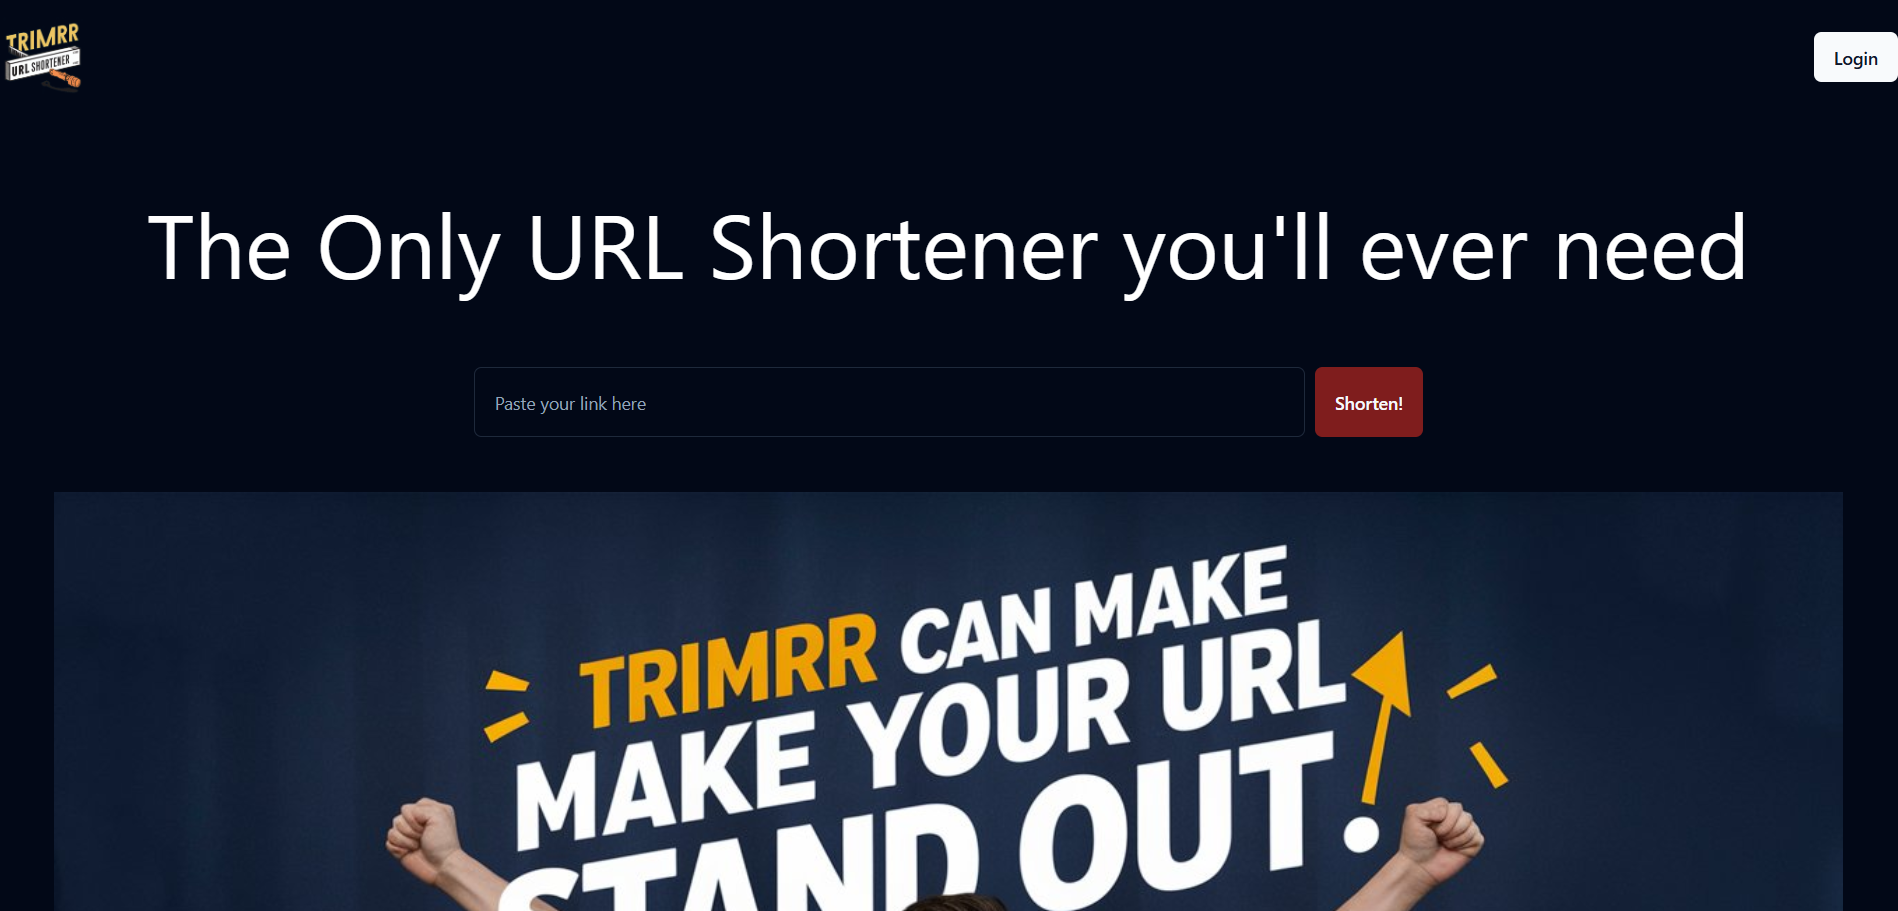 TRIMRR
URL SHORTENER
Login
The Only URL Shortener you'll ever need
Paste your link here
Shorten!
TRIMRR CAN MAKE
MAKE YOUR URL
STAND OUT.